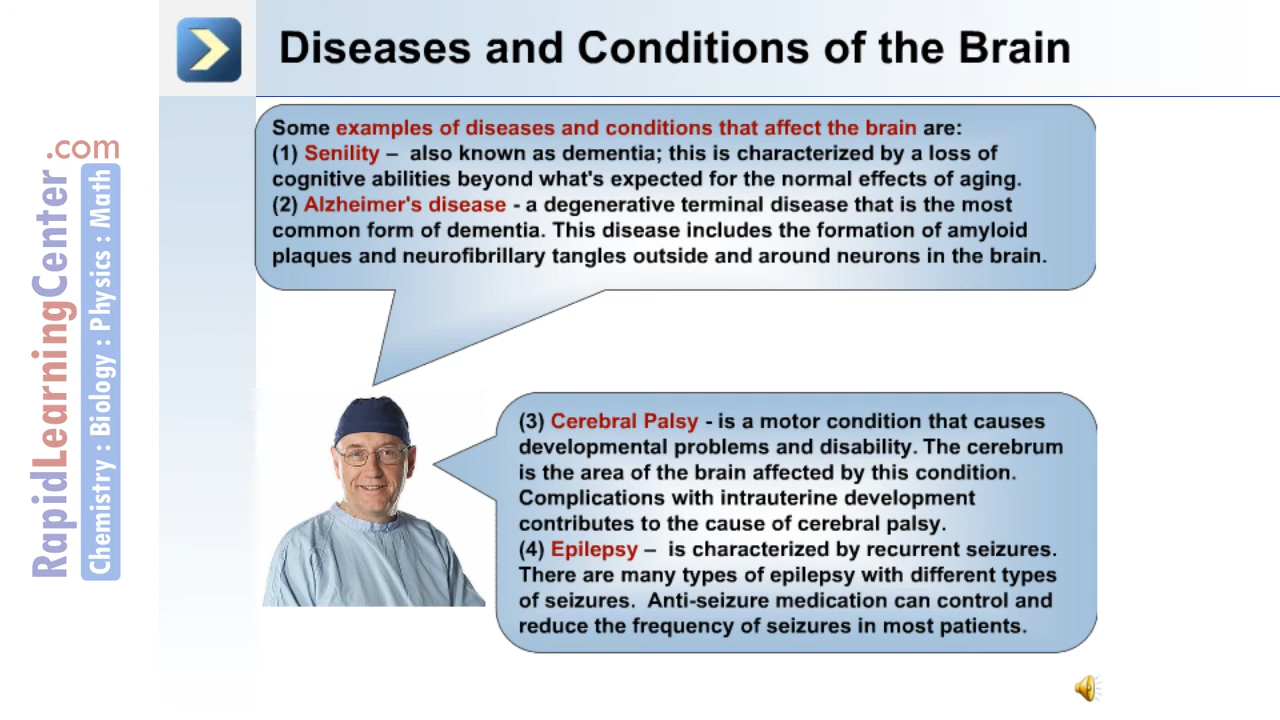 Diseases and Conditions of the Brain
Some examples of diseases and conditions that affect the brain are:
(1) Senility – also known as dementia; this is characterized by a loss of
cognitive abilities beyond what's expected for the normal effects of aging.
(2) Alzheimer's disease - a degenerative terminal disease that is the most
common form of dementia. This disease includes the formation of amyloid
plaques and neurofibrillary tangles outside and around neurons in the brain.
(3) Cerebral Palsy - is a motor condition that causes
developmental problems and disability. The cerebrum
is the area of the brain affected by this condition.
Complications with intrauterine development
contributes to the cause of cerebral palsy.
(4) Epilepsy – is characterized by recurrent seizures.
There are many types of epilepsy with different types
of seizures. Anti-seizure medication can control and
reduce the frequency of seizures in most patients.
RapidLearningCenter.com
Chemistry : Biology : Physics : Math